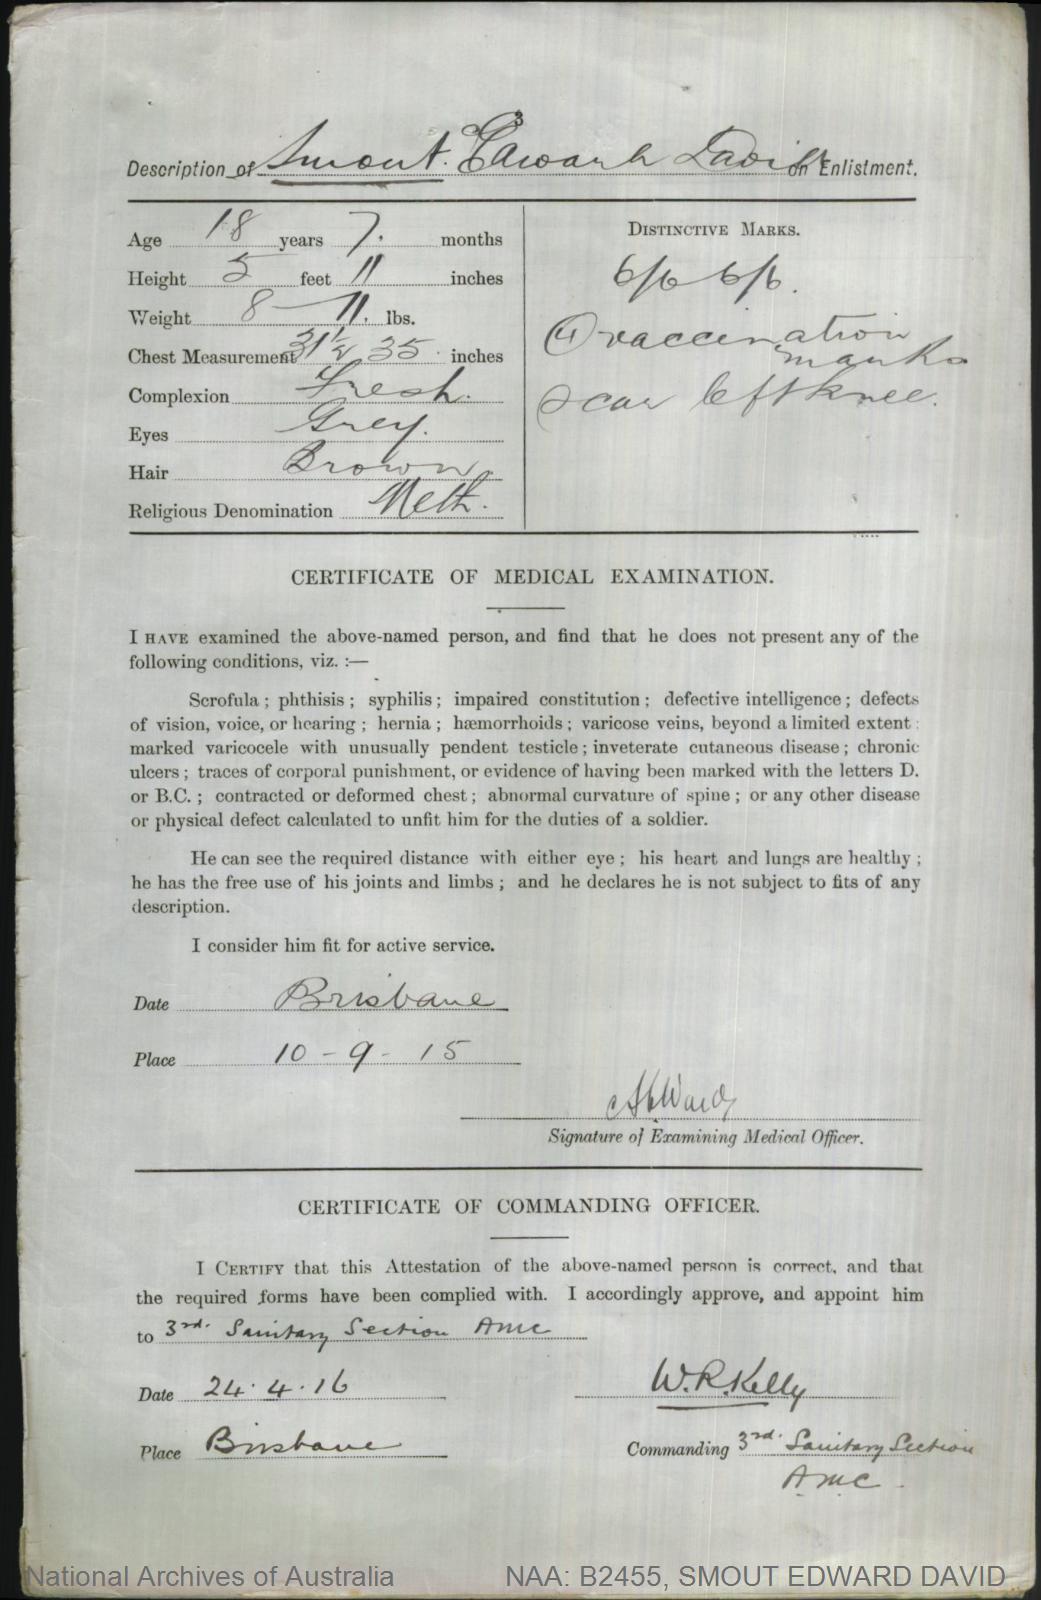 3
Description of Smout. Edward David on Enlistment.
Age 18 years 7. months
Height 5 feet 11 inches
Weight 8 — 11. lbs.
Chest Measurement 31½ 35 inches
Complexion Fresh.
Eyes Grey.
Hair Brown.
Religious Denomination Meth.
DISTINCTIVE MARKS.
6/6 6/6.
4 vaccination
marks
Scar left knee.
CERTIFICATE OF MEDICAL EXAMINATION.
I HAVE examined the above-named person, and find that he does not present any of the
following conditions, viz. :—
Scrofula ; phthisis ; syphilis ; impaired constitution ; defective intelligence ; defects
of vision, voice, or hearing ; hernia ; hæmorrhoids ; varicose veins, beyond a limited extent ;
marked varicocele with unusually pendent testicle ; inveterate cutaneous disease ; chronic
ulcers ; traces of corporal punishment, or evidence of having been marked with the letters D.
or B.C. ; contracted or deformed chest ; abnormal curvature of spine ; or any other disease
or physical defect calculated to unfit him for the duties of a soldier.
He can see the required distance with either eye ; his heart and lungs are healthy ;
he has the free use of his joints and limbs ; and he declares he is not subject to fits of any
description.
I consider him fit for active service.
Date Brisbane
Place 10 - 9 - 15
Signature of Examining Medical Officer.
CERTIFICATE OF COMMANDING OFFICER.
I CERTIFY that this Attestation of the above-named person is correct, and that
the required forms have been complied with. I accordingly approve, and appoint him
to 3rd. Sanitary Section AMC
Date 24.4.16 W.R.Kelly
Place Brisbane Commanding 3rd. Sanitary Section
A.M.C.
National Archives of Australia NAA: B2455, SMOUT EDWARD DAVID